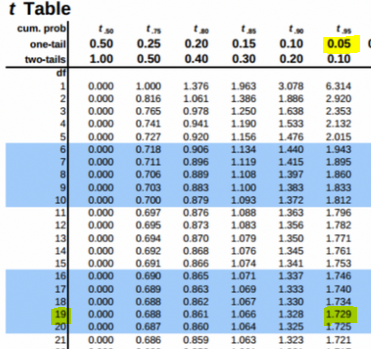 t Table
cum. prob t .50 t .75 t .80 t .85 t .90 t .95
one-tail 0.50 0.25 0.20 0.15 0.10 0.05
two-tails 1.00 0.50 0.40 0.30 0.20 0.10
df
1 0.000 1.000 1.376 1.963 3.078 6.314
2 0.000 0.816 1.061 1.386 1.886 2.920
3 0.000 0.765 0.978 1.250 1.638 2.353
4 0.000 0.741 0.941 1.190 1.533 2.132
5 0.000 0.727 0.920 1.156 1.476 2.015
6 0.000 0.718 0.906 1.134 1.440 1.943
7 0.000 0.711 0.896 1.119 1.415 1.895
8 0.000 0.706 0.889 1.108 1.397 1.860
9 0.000 0.703 0.883 1.100 1.383 1.833
10 0.000 0.700 0.879 1.093 1.372 1.812
11 0.000 0.697 0.876 1.088 1.363 1.796
12 0.000 0.695 0.873 1.083 1.356 1.782
13 0.000 0.694 0.870 1.079 1.350 1.771
14 0.000 0.692 0.868 1.076 1.345 1.761
15 0.000 0.691 0.866 1.074 1.341 1.753
16 0.000 0.690 0.865 1.071 1.337 1.746
17 0.000 0.689 0.863 1.069 1.333 1.740
18 0.000 0.688 0.862 1.067 1.330 1.734
19 0.000 0.688 0.861 1.066 1.328 1.729
20 0.000 0.687 0.860 1.064 1.325 1.725
21 0.000 0.686 0.859 1.063 1.323 1.721